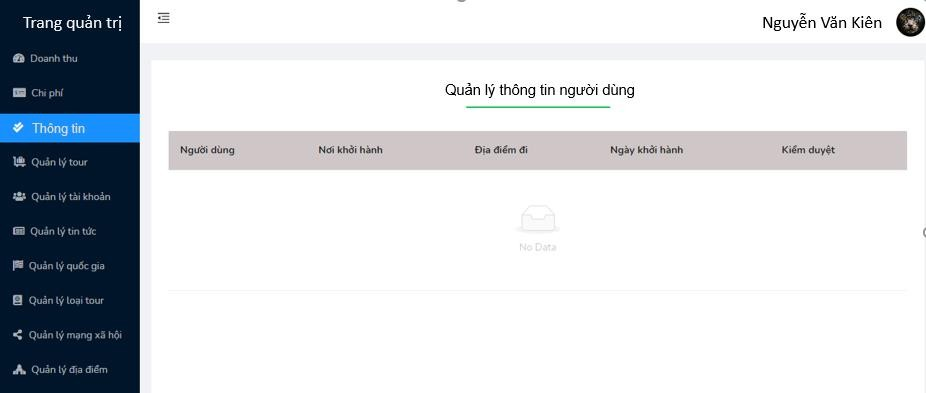 Trang quản trị
Nguyễn Văn Kiên
Doanh thu
Chi phí
Thông tin
Quản lý tour
Quản lý tài khoản
Quản lý tin tức
Quản lý quốc gia
Quản lý loại tour
Quản lý mạng xã hội
Quản lý địa điểm
Quản lý thông tin người dùng
Người dùng Nơi khởi hành Địa điểm đi Ngày khởi hành Kiểm duyệt
No Data